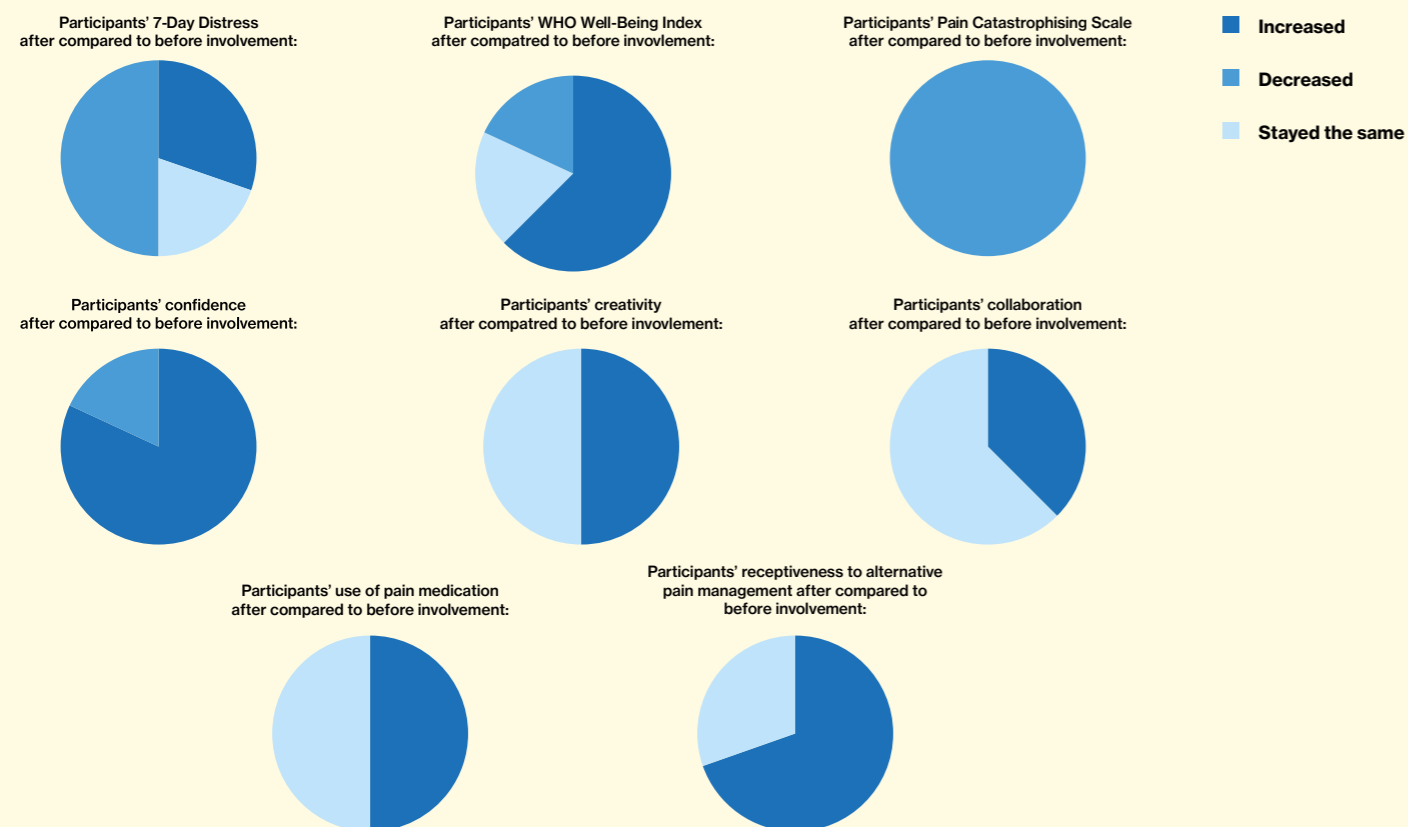 Participants’ 7-Day Distress
after compared to before involvement:
Participants’ WHO Well-Being Index
after compatred to before invovlement:
Participants’ Pain Catastrophising Scale
after compared to before involvement:
Increased
Decreased
Stayed the same
Participants’ confidence
after compared to before involvement:
Participants’ creativity
after compatred to before invovlement:
Participants’ collaboration
after compared to before involvement:
Participants’ use of pain medication
after compared to before involvement:
Participants’ receptiveness to alternative
pain management after compared to
before involvement: